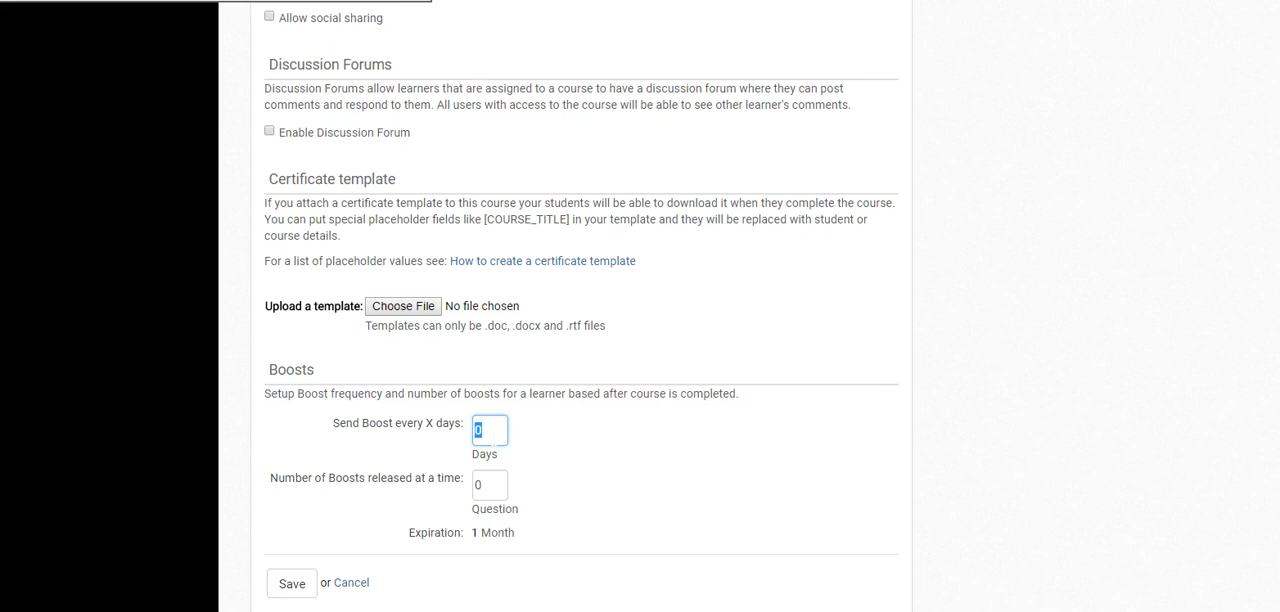 Allow social sharing
Discussion Forums
Discussion Forums allow learners that are assigned to a course to have a discussion forum where they can post
comments and respond to them. All users with access to the course will be able to see other learner's comments.
Enable Discussion Forum
Certificate template
If you attach a certificate template to this course your students will be able to download it when they complete the course.
You can put special placeholder fields like [COURSE_TITLE] in your template and they will be replaced with student or
course details.
For a list of placeholder values see: How to create a certificate template
Upload a template: Choose File No file chosen
Templates can only be .doc, .docx and .rtf files
Boosts
Setup Boost frequency and number of boosts for a learner based after course is completed.
Send Boost every X days: 0
Days
Number of Boosts released at a time: 0
Question
Expiration: 1 Month
Save or Cancel